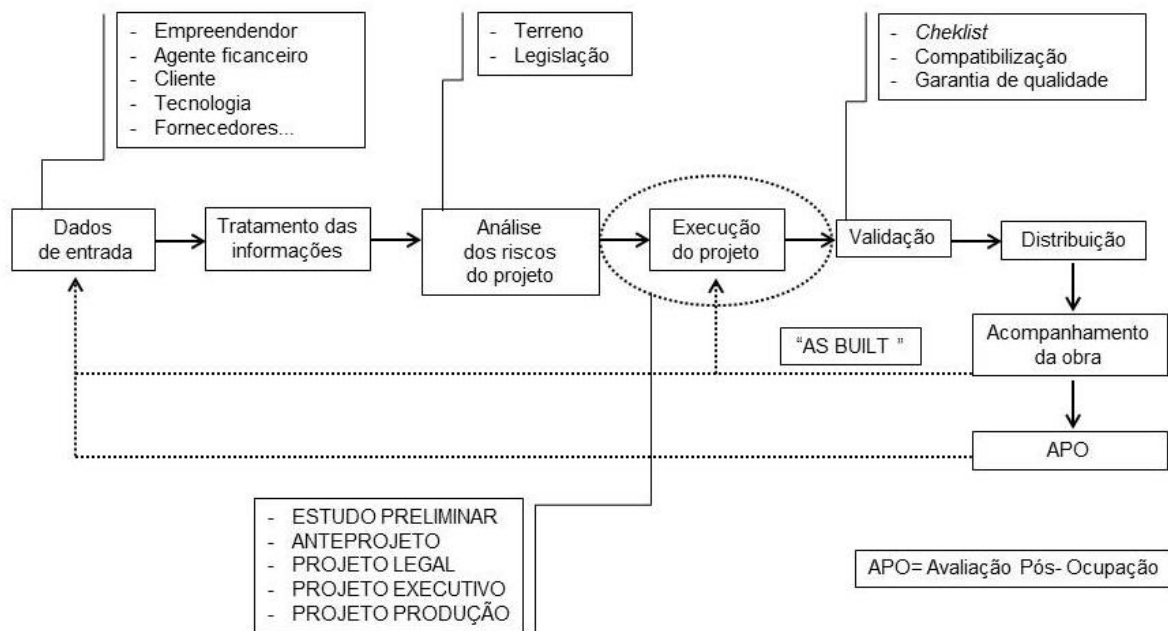 - Empreendendor
- Agente ficanceiro
- Cliente
- Tecnologia
- Fornecedores...
- Terreno
- Legislação
- Cheklist
- Compatibilização
- Garantia de qualidade
Dados
de entrada
Tratamento das
informações
Análise
dos riscos
do projeto
Execução
do projeto
Validação
Distribuição
"AS BUILT "
Acompanhamento
da obra
APO
- ESTUDO PRELIMINAR
- ANTEPROJETO
- PROJETO LEGAL
- PROJETO EXECUTIVO
- PROJETO PRODUÇÃO
APO= Avaliação Pós- Ocupação